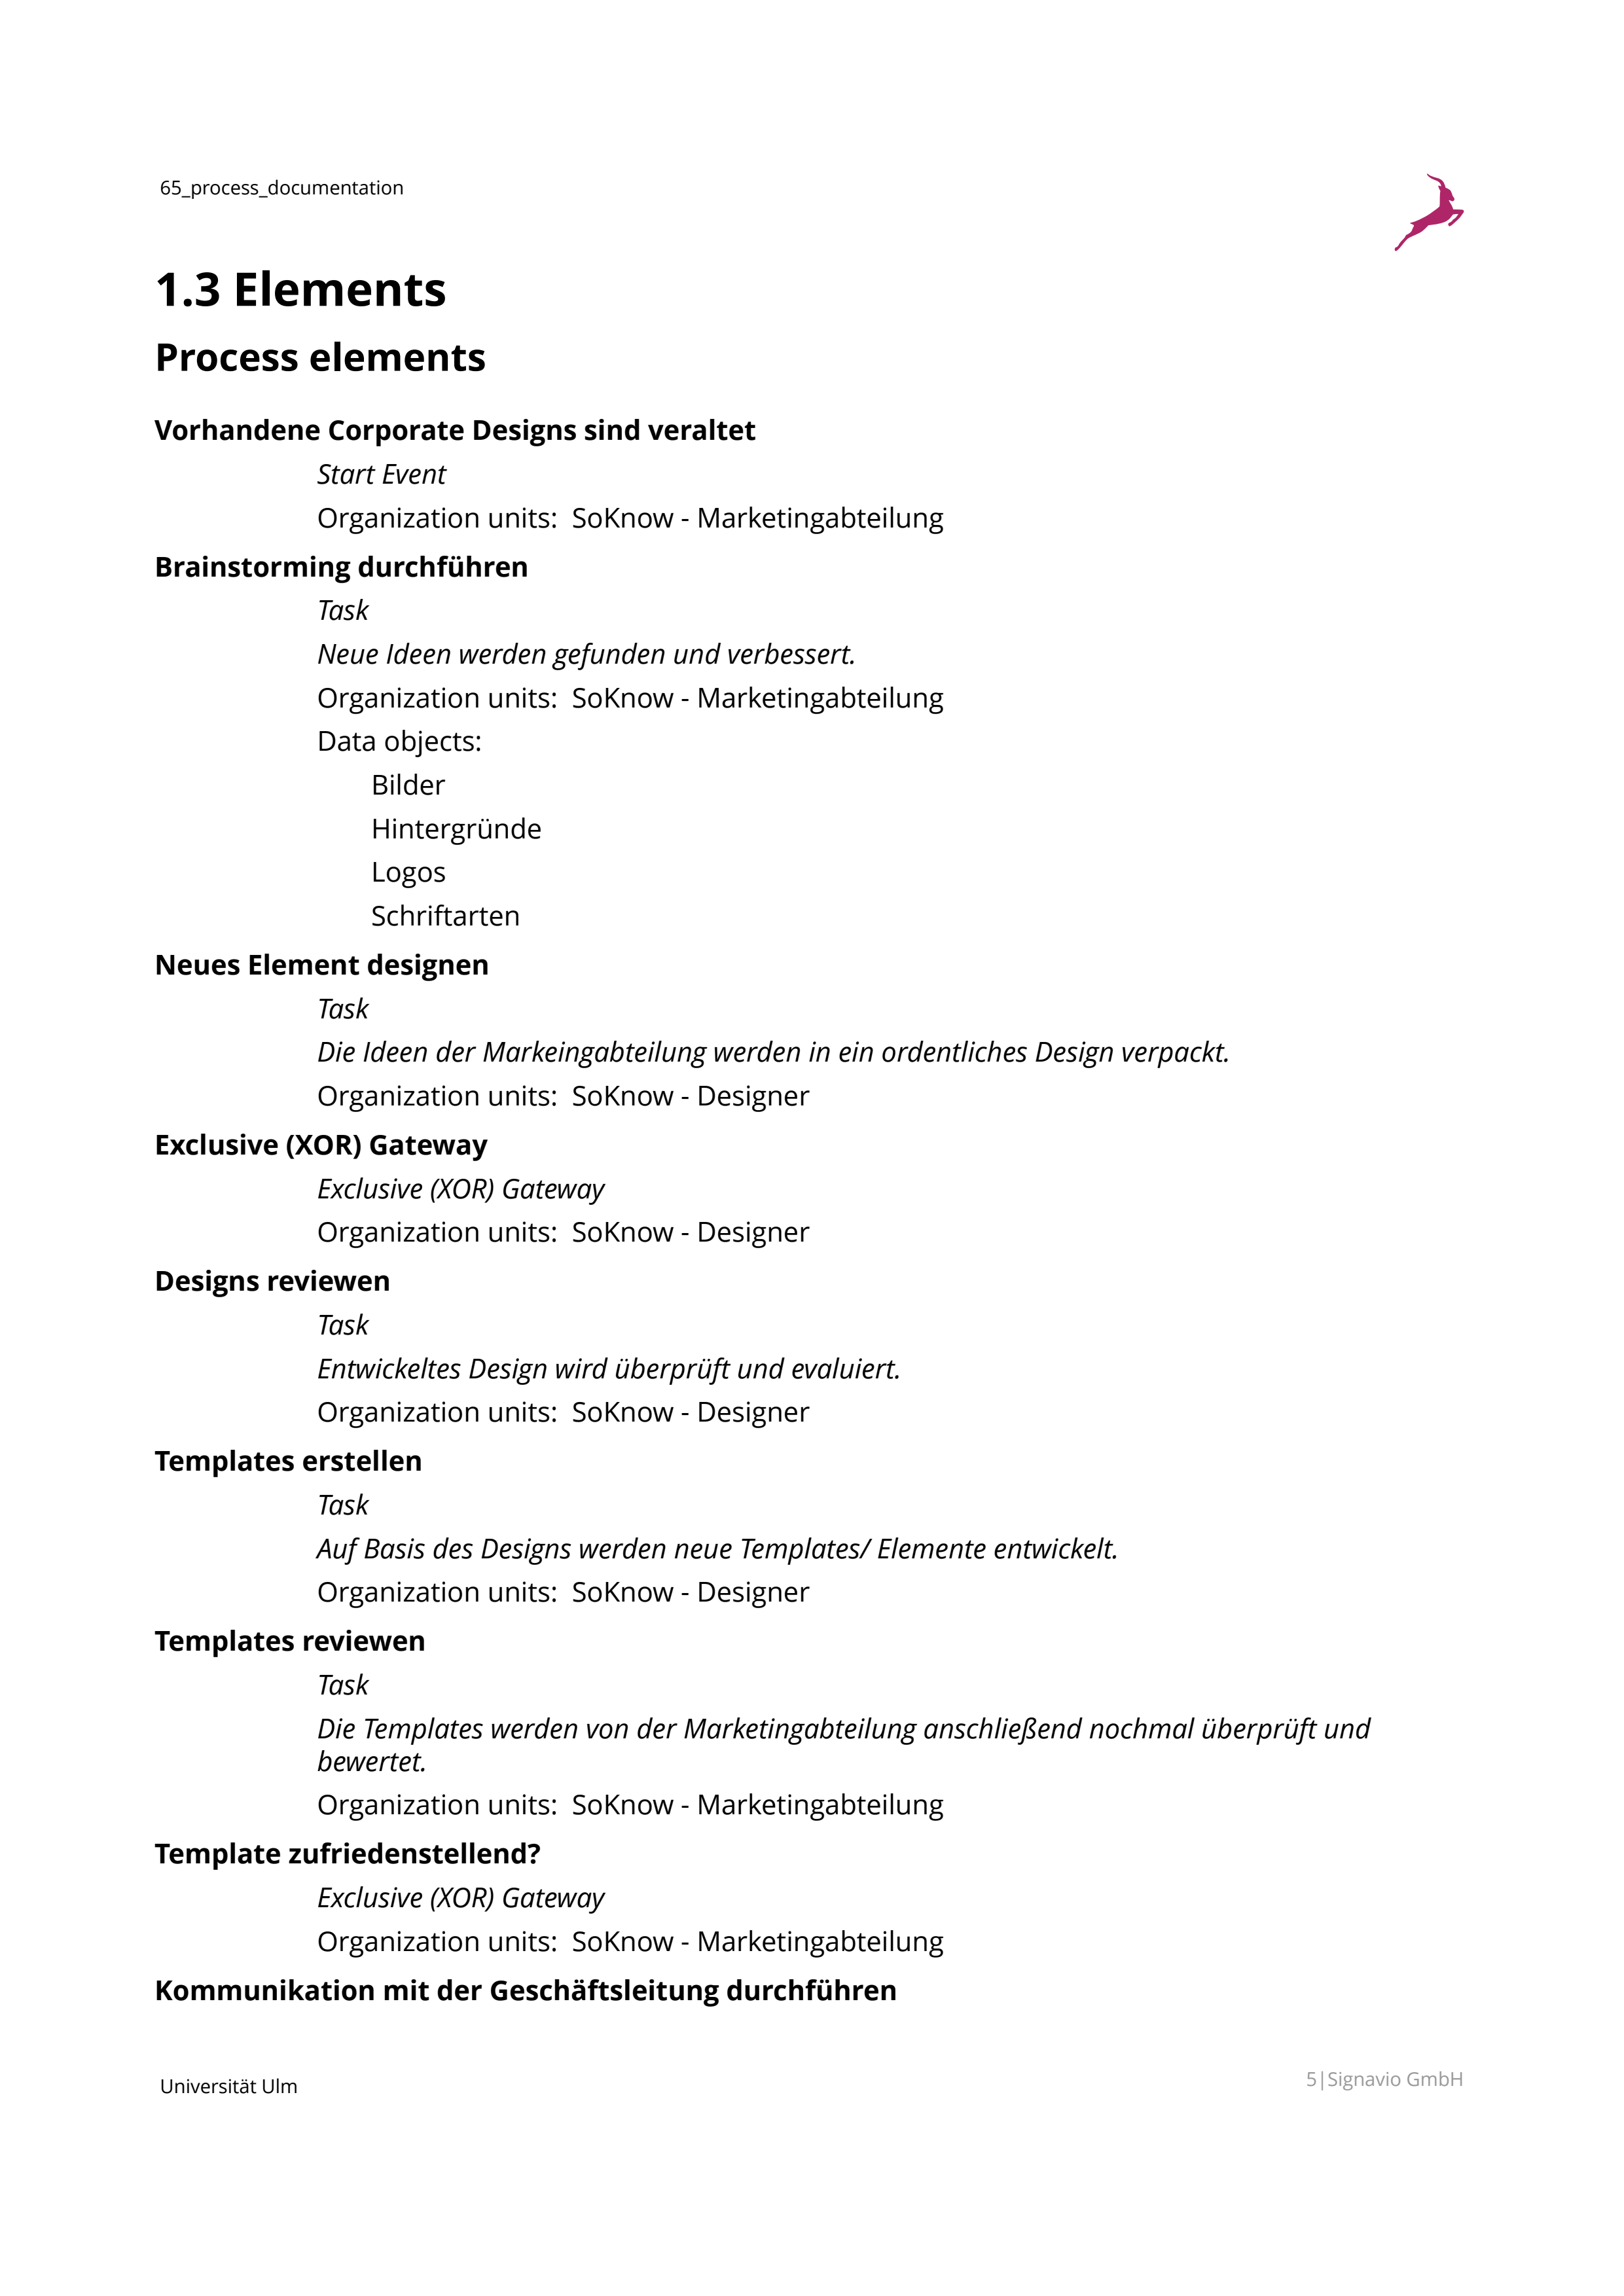 65_process_documentation
1.3 Elements
Process elements
Vorhandene Corporate Designs sind veraltet
Start Event
Organization units:  SoKnow - Marketingabteilung
Brainstorming durchführen
Task
Neue Ideen werden gefunden und verbessert.
Organization units:  SoKnow - Marketingabteilung
Data objects:
Bilder
Hintergründe
Logos
Schriftarten
Neues Element designen
Task
Die Ideen der Markeingabteilung werden in ein ordentliches Design verpackt.
Organization units:  SoKnow - Designer
Exclusive (XOR) Gateway
Exclusive (XOR) Gateway
Organization units:  SoKnow - Designer
Designs reviewen
Task
Entwickeltes Design wird überprüft und evaluiert.
Organization units:  SoKnow - Designer
Templates erstellen
Task
Auf Basis des Designs werden neue Templates/ Elemente entwickelt.
Organization units:  SoKnow - Designer
Templates reviewen
Task
Die Templates werden von der Marketingabteilung anschließend nochmal überprüft und
bewertet.
Organization units:  SoKnow - Marketingabteilung
Template zufriedenstellend?
Exclusive (XOR) Gateway
Organization units:  SoKnow - Marketingabteilung
Kommunikation mit der Geschäftsleitung durchführen
Universität Ulm
5|Signavio GmbH